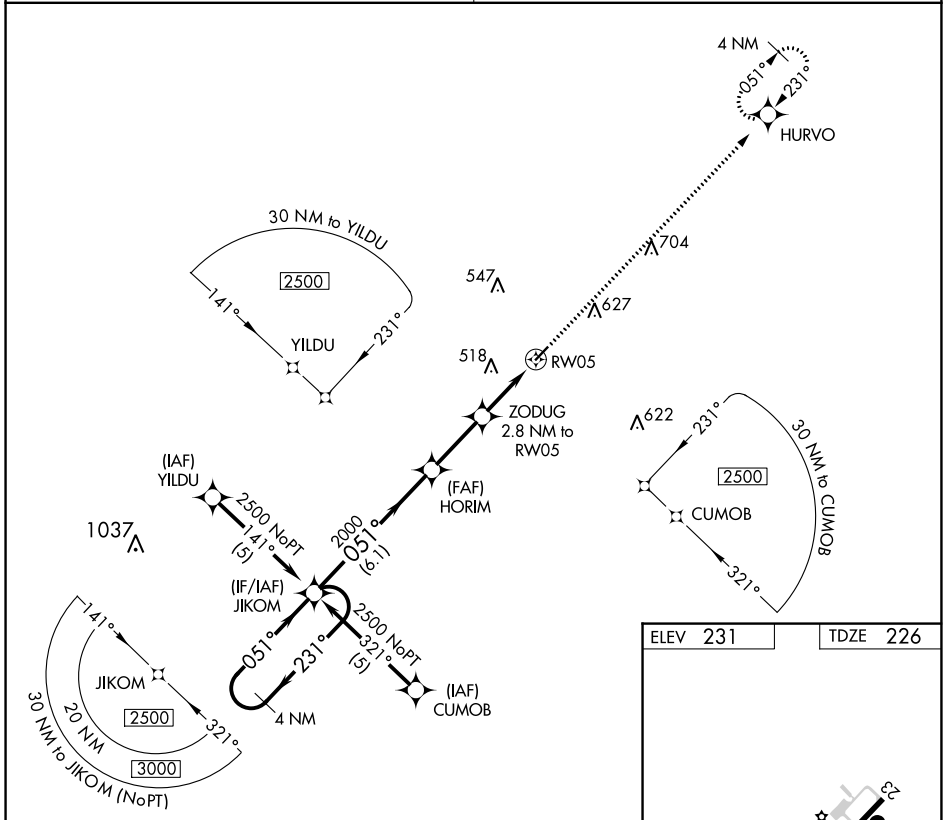 4 NM
051°
231°
HURVO
30 NM to YILDU
2500
141°
231°
YILDU
704
547
627
518
RW05
ZODUG
2.8 NM to
RW05
622
231°
30 NM to CUMOB
2500
CUMOB
321°
(IAF)
YILDU
2500 NoPT
141°
(5)
(FAF)
HORIM
2000
051°
(6.1)
1037
(IF/IAF)
JIKOM
2500 NoPT
321°
(5)
051°
231°
4 NM
(IAF)
CUMOB
141°
JIKOM
2500
321°
20 NM
3000
30 NM to JIKOM (NoPT)
ELEV 231
TDZE 226
23